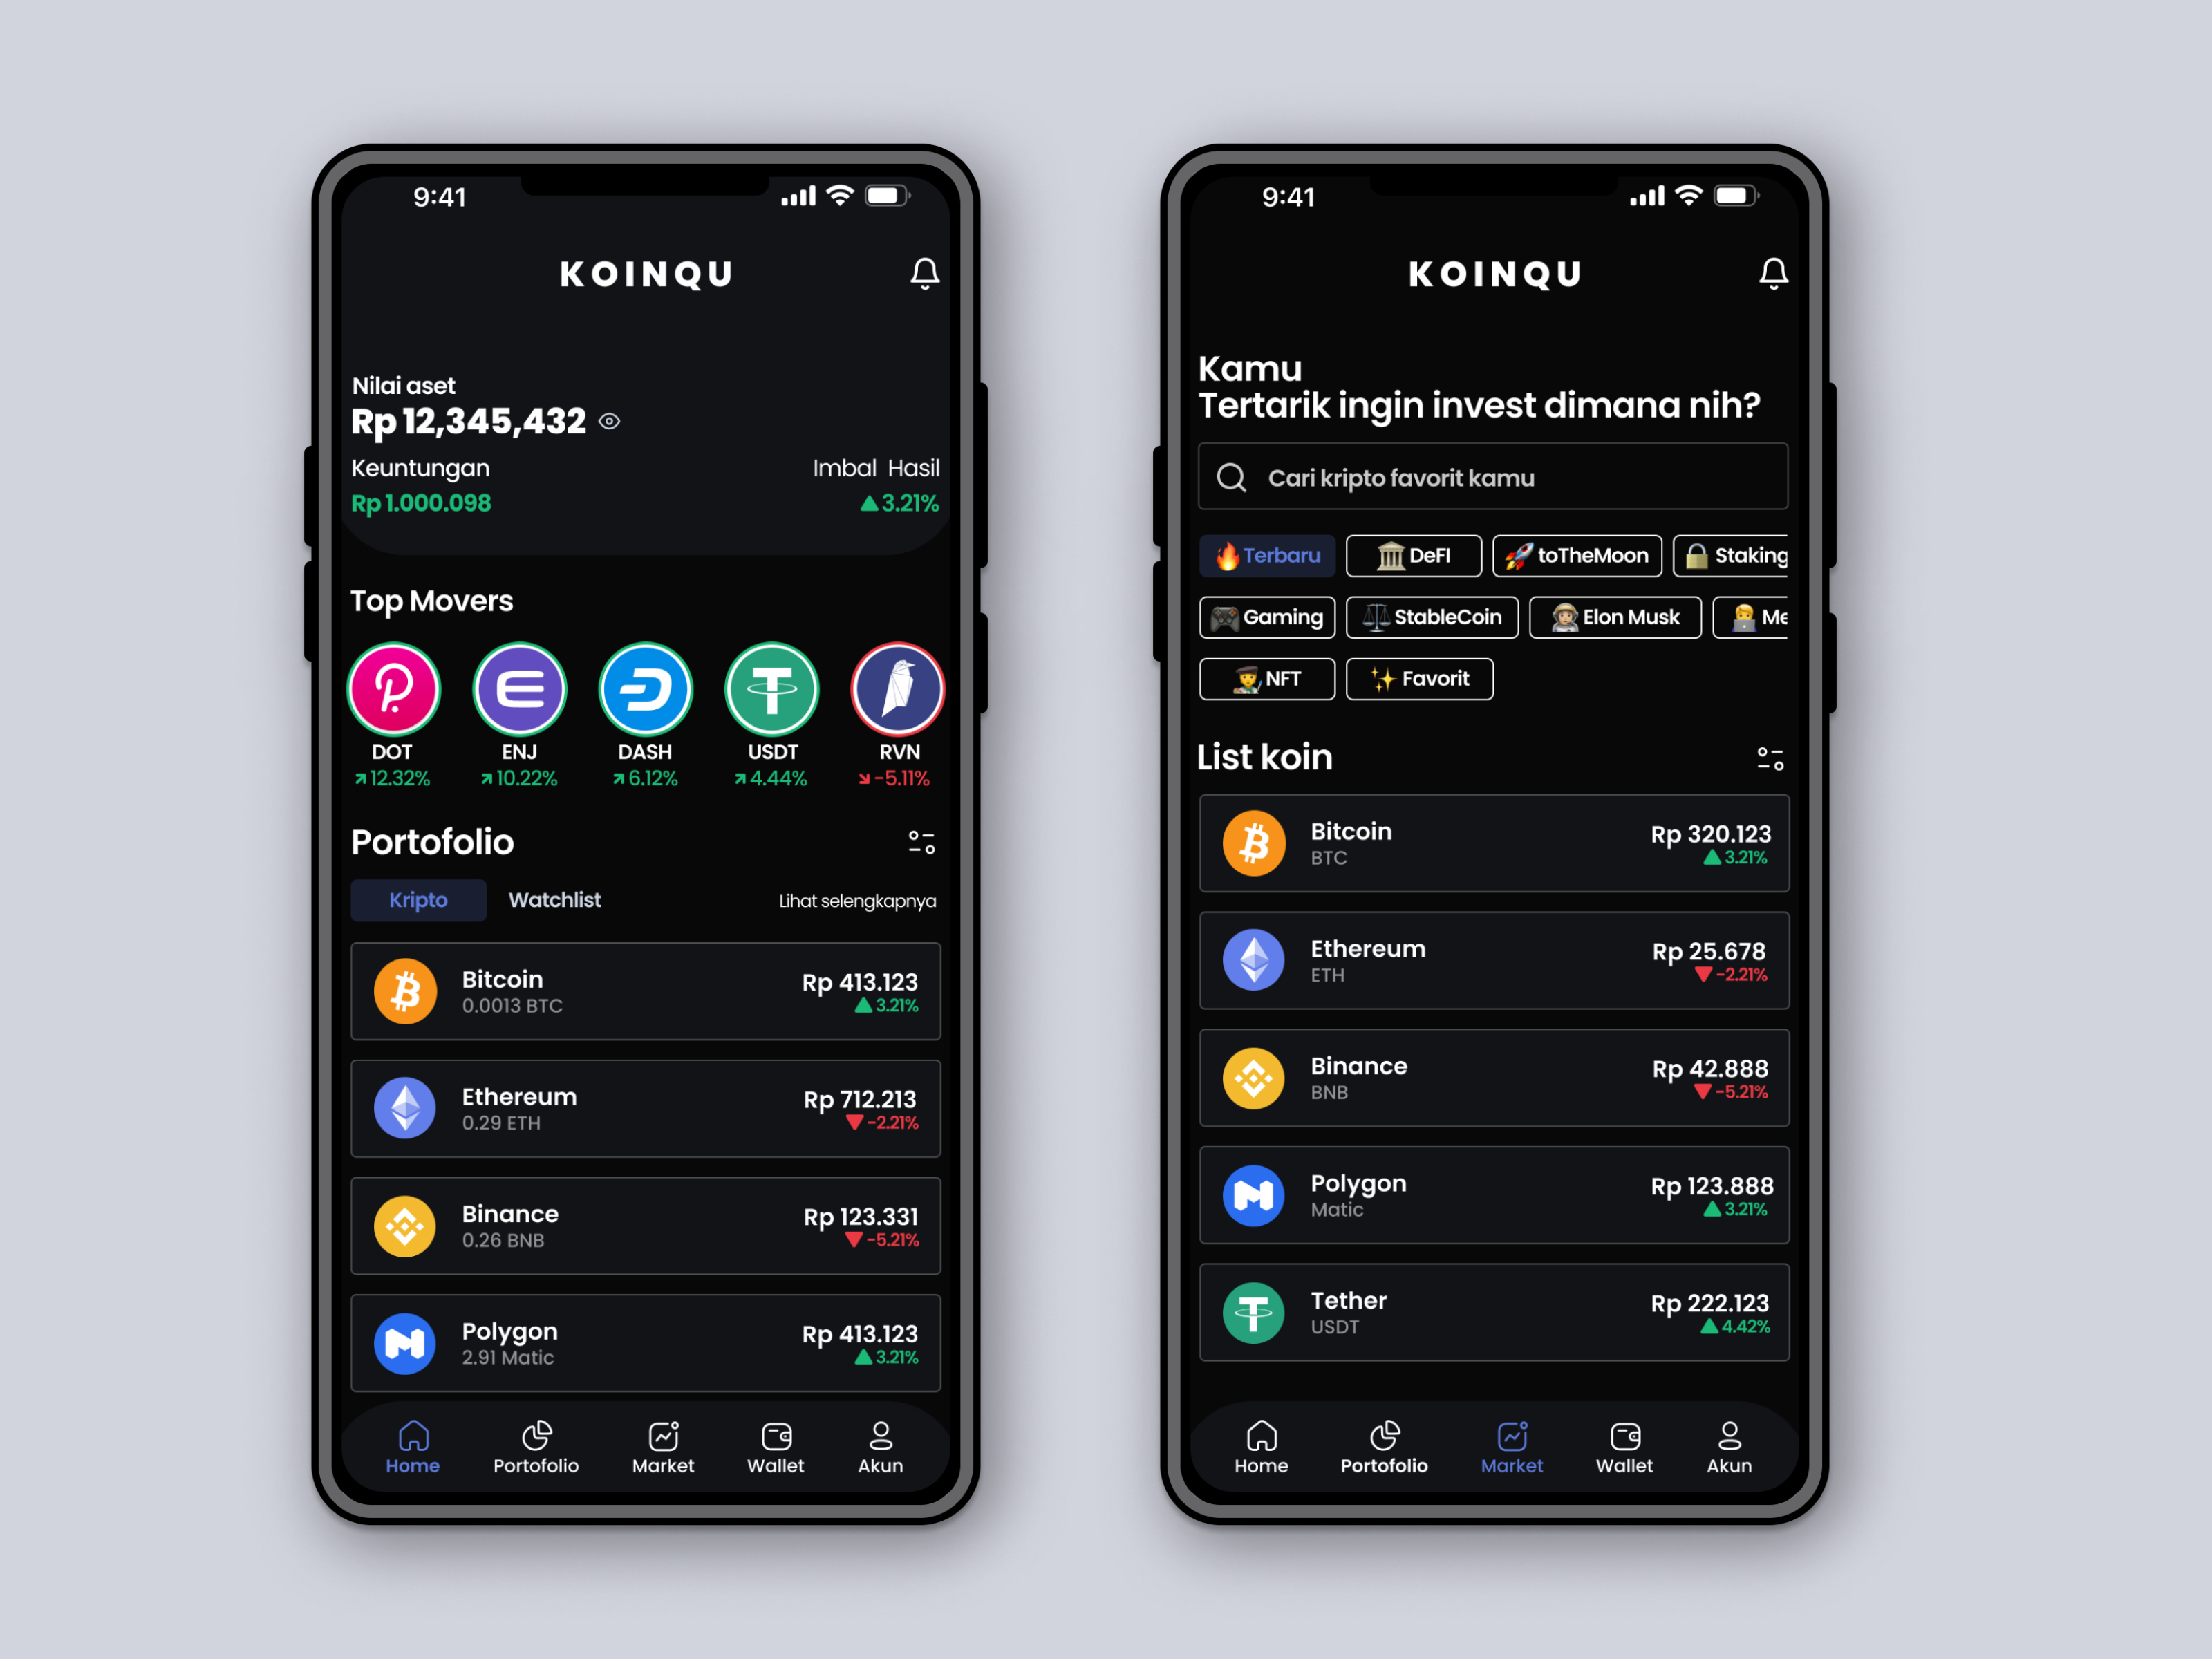 9:41
KOINQU
Nilai aset
Rp 12,345,432
Keuntungan Imbal Hasil
Rp 1.000.098 3.21%
Top Movers
DOT ENJ DASH USDT RVN
12.32% 10.22% 6.12% 4.44% -5.11%
Portofolio
Kripto Watchlist Lihat selengkapnya
Bitcoin Rp 413.123
0.0013 BTC 3.21%
Ethereum Rp 712.213
0.29 ETH -2.21%
Binance Rp 123.331
0.26 BNB -5.21%
Polygon Rp 413.123
2.91 Matic 3.21%
Home Portofolio Market Wallet Akun
9:41
KOINQU
Kamu
Tertarik ingin invest dimana nih?
Cari kripto favorit kamu
Terbaru DeFI toTheMoon Staking
Gaming StableCoin Elon Musk Me
NFT Favorit
List koin
Bitcoin Rp 320.123
BTC 3.21%
Ethereum Rp 25.678
ETH -2.21%
Binance Rp 42.888
BNB -5.21%
Polygon Rp 123.888
Matic 3.21%
Tether Rp 222.123
USDT 4.42%
Home Portofolio Market Wallet Akun